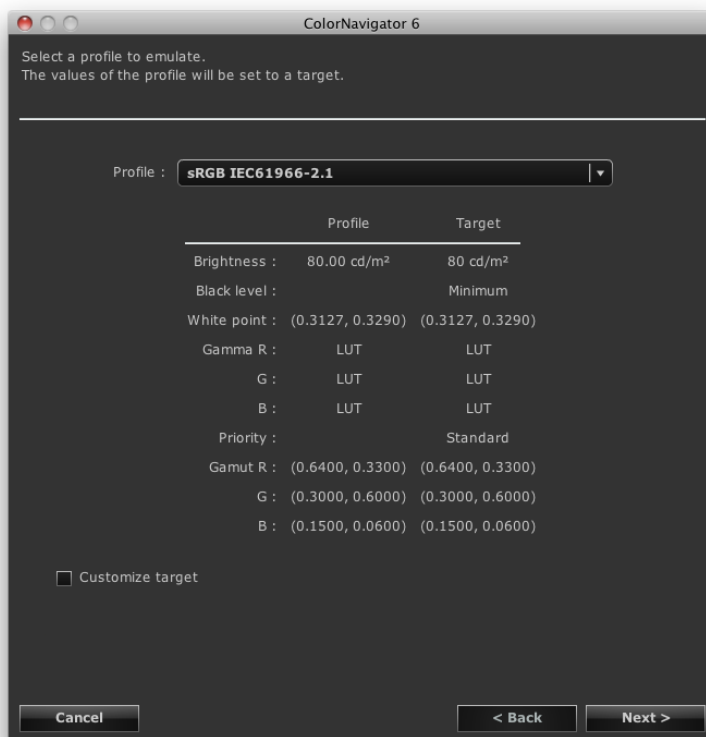 ColorNavigator 6
Select a profile to emulate.
The values of the profile will be set to a target.
Profile : sRGB IEC61966-2.1
Profile Target
Brightness : 80.00 cd/m² 80 cd/m²
Black level : Minimum
White point : (0.3127, 0.3290) (0.3127, 0.3290)
Gamma R : LUT LUT
G : LUT LUT
B : LUT LUT
Priority : Standard
Gamut R : (0.6400, 0.3300) (0.6400, 0.3300)
G : (0.3000, 0.6000) (0.3000, 0.6000)
B : (0.1500, 0.0600) (0.1500, 0.0600)
Customize target
Cancel < Back Next >